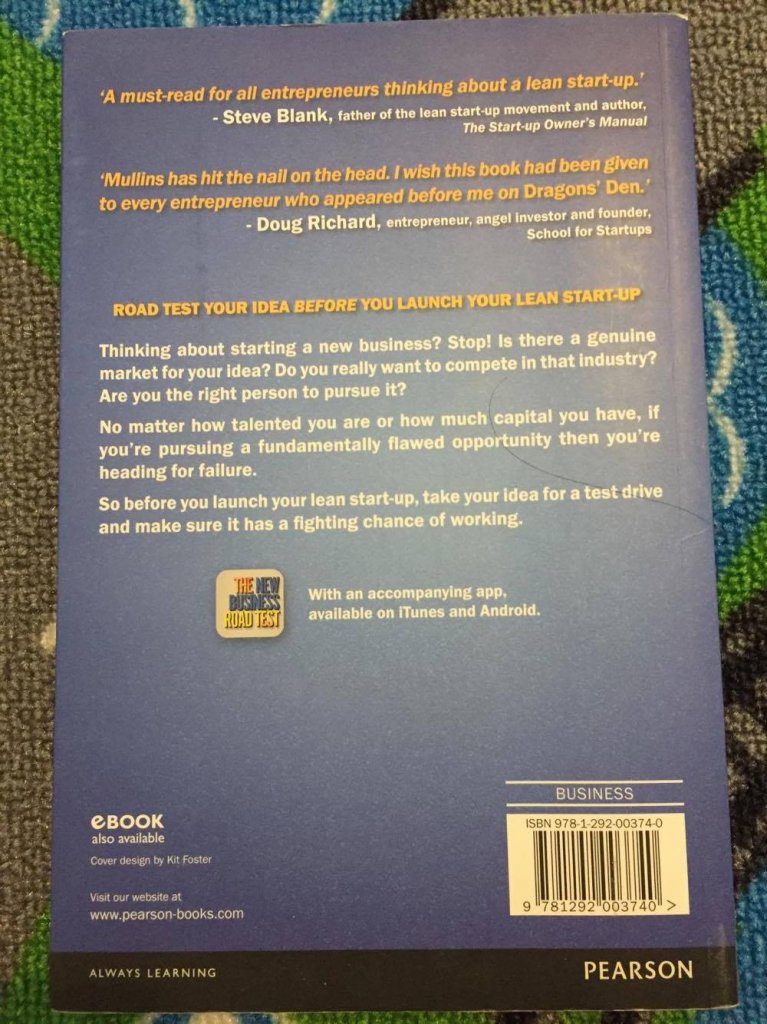 ‘A must-read for all entrepreneurs thinking about a lean start-up.’
- Steve Blank, father of the lean start-up movement and author,
The Start-up Owner’s Manual
‘Mullins has hit the nail on the head. I wish this book had been given
to every entrepreneur who appeared before me on Dragons’ Den.’
- Doug Richard, entrepreneur, angel investor and founder,
School for Startups
ROAD TEST YOUR IDEA BEFORE YOU LAUNCH YOUR LEAN START-UP
Thinking about starting a new business? Stop! Is there a genuine
market for your idea? Do you really want to compete in that industry?
Are you the right person to pursue it?
No matter how talented you are or how much capital you have, if
you’re pursuing a fundamentally flawed opportunity then you’re
heading for failure.
So before you launch your lean start-up, take your idea for a test drive
and make sure it has a fighting chance of working.
THE NEW
BUSINESS
ROAD TEST
With an accompanying app,
available on iTunes and Android.
eBOOK
also available
Cover design by Kit Foster
Visit our website at
www.pearson-books.com
BUSINESS
ISBN 978-1-292-00374-0
9 781292 003740 >
ALWAYS LEARNING
PEARSON